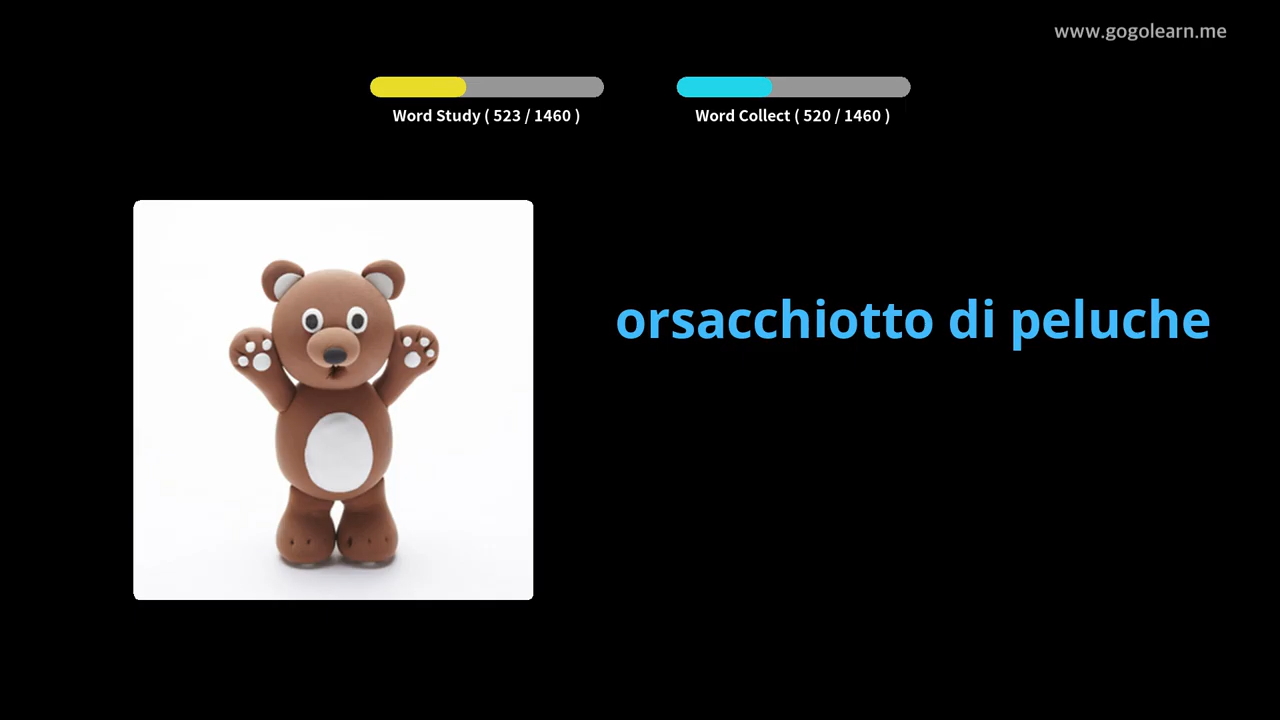 www.gogolearn.me
Word Study ( 523 / 1460 )
Word Collect ( 520 / 1460 )
orsacchiotto di peluche